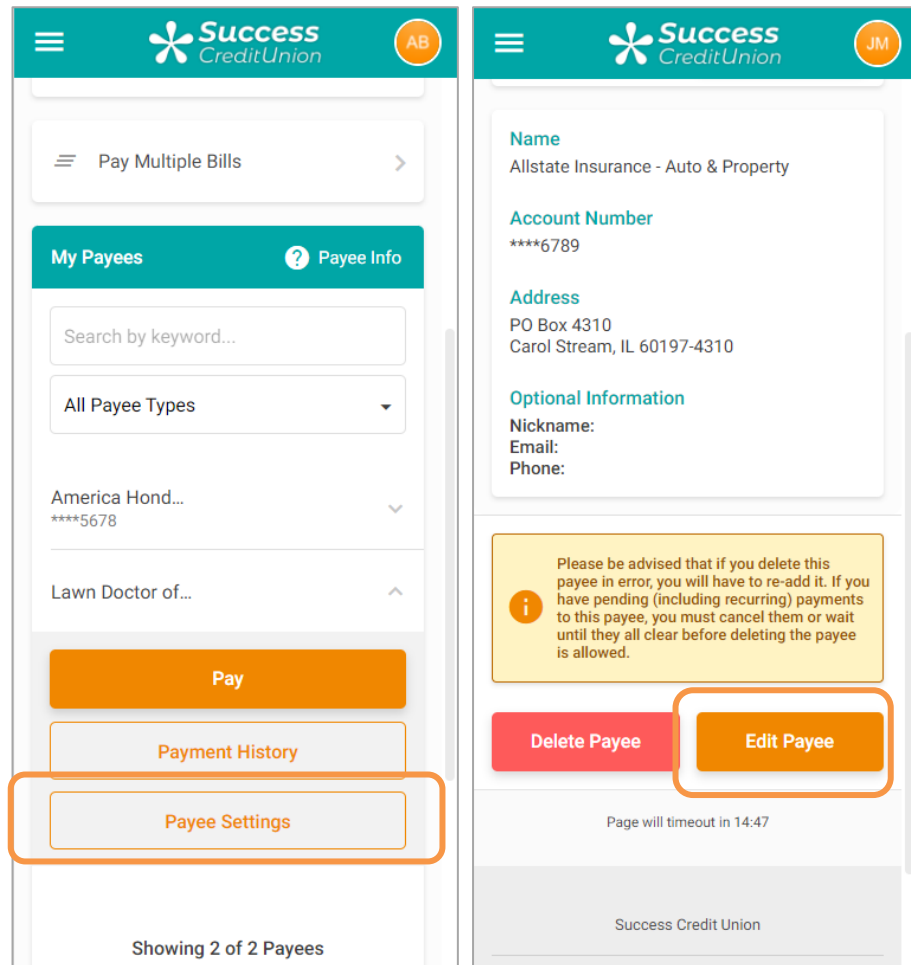 Success
CreditUnion
AB
Pay Multiple Bills
My Payees
? Payee Info
Search by keyword...
All Payee Types
America Hond...
****5678
Lawn Doctor of...
Pay
Payment History
Payee Settings
Showing 2 of 2 Payees
Success
CreditUnion
JM
Name
Allstate Insurance - Auto & Property
Account Number
****6789
Address
PO Box 4310
Carol Stream, IL 60197-4310
Optional Information
Nickname:
Email:
Phone:
i
Please be advised that if you delete this
payee in error, you will have to re-add it. If you
have pending (including recurring) payments
to this payee, you must cancel them or wait
until they all clear before deleting the payee
is allowed.
Delete Payee
Edit Payee
Page will timeout in 14:47
Success Credit Union